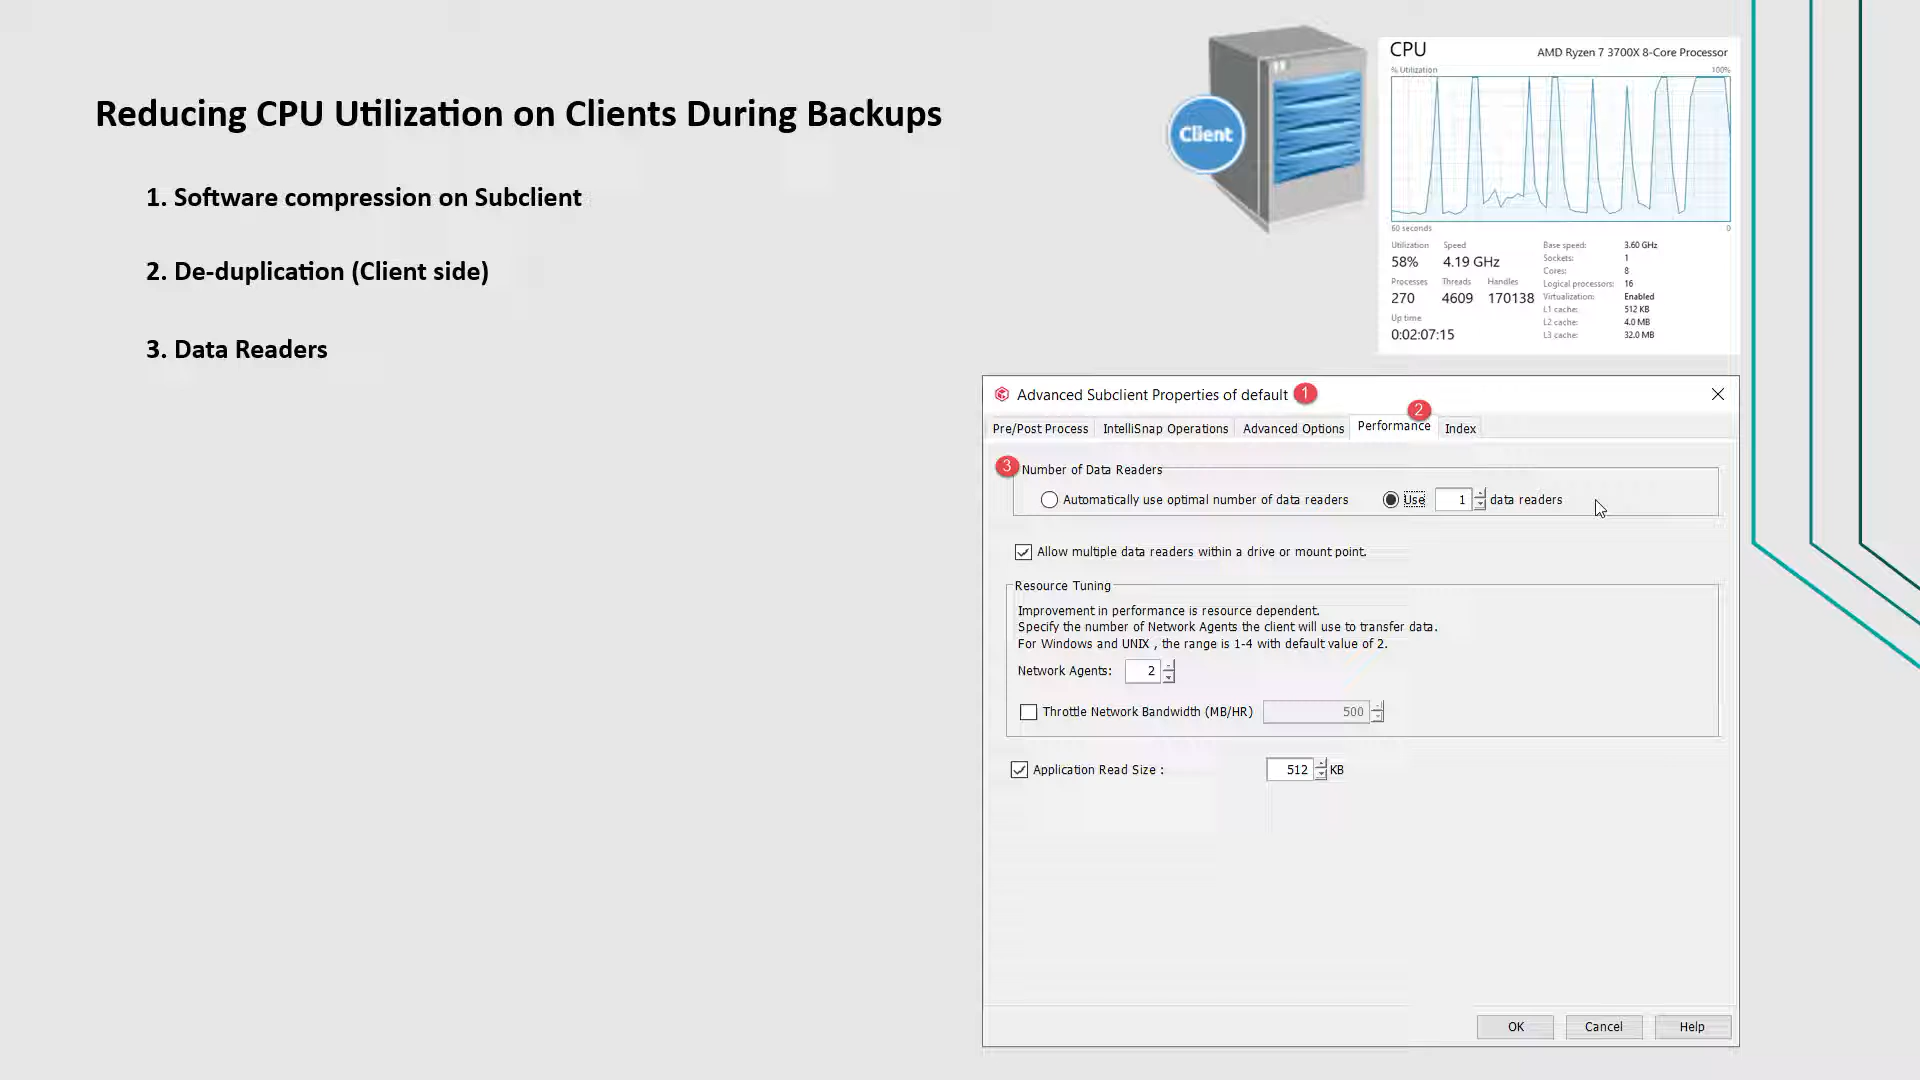 Reducing CPU Utilization on Clients During Backups
1. Software compression on Subclient
2. De-duplication (Client side)
3. Data Readers
Client
CPU
AMD Ryzen 7 3700X 8-Core Processor
% Utilization
100%
60 seconds
0
Utilization Speed
58% 4.19 GHz
Processes Threads Handles
270 4609 170138
Up time
0:02:07:15
Base speed: 3.60 GHz
Sockets: 1
Cores: 8
Logical processors: 16
Virtualization: Enabled
L1 cache: 512 KB
L2 cache: 4.0 MB
L3 cache: 32.0 MB
Advanced Subclient Properties of default 1
2
Pre/Post Process IntelliSnap Operations Advanced Options Performance Index
3 Number of Data Readers
Automatically use optimal number of data readers Use 1 data readers
Allow multiple data readers within a drive or mount point.
Resource Tuning
Improvement in performance is resource dependent.
Specify the number of Network Agents the client will use to transfer data.
For Windows and UNIX , the range is 1-4 with default value of 2.
Network Agents: 2
Throttle Network Bandwidth (MB/HR) 500
Application Read Size : 512 KB
OK Cancel Help